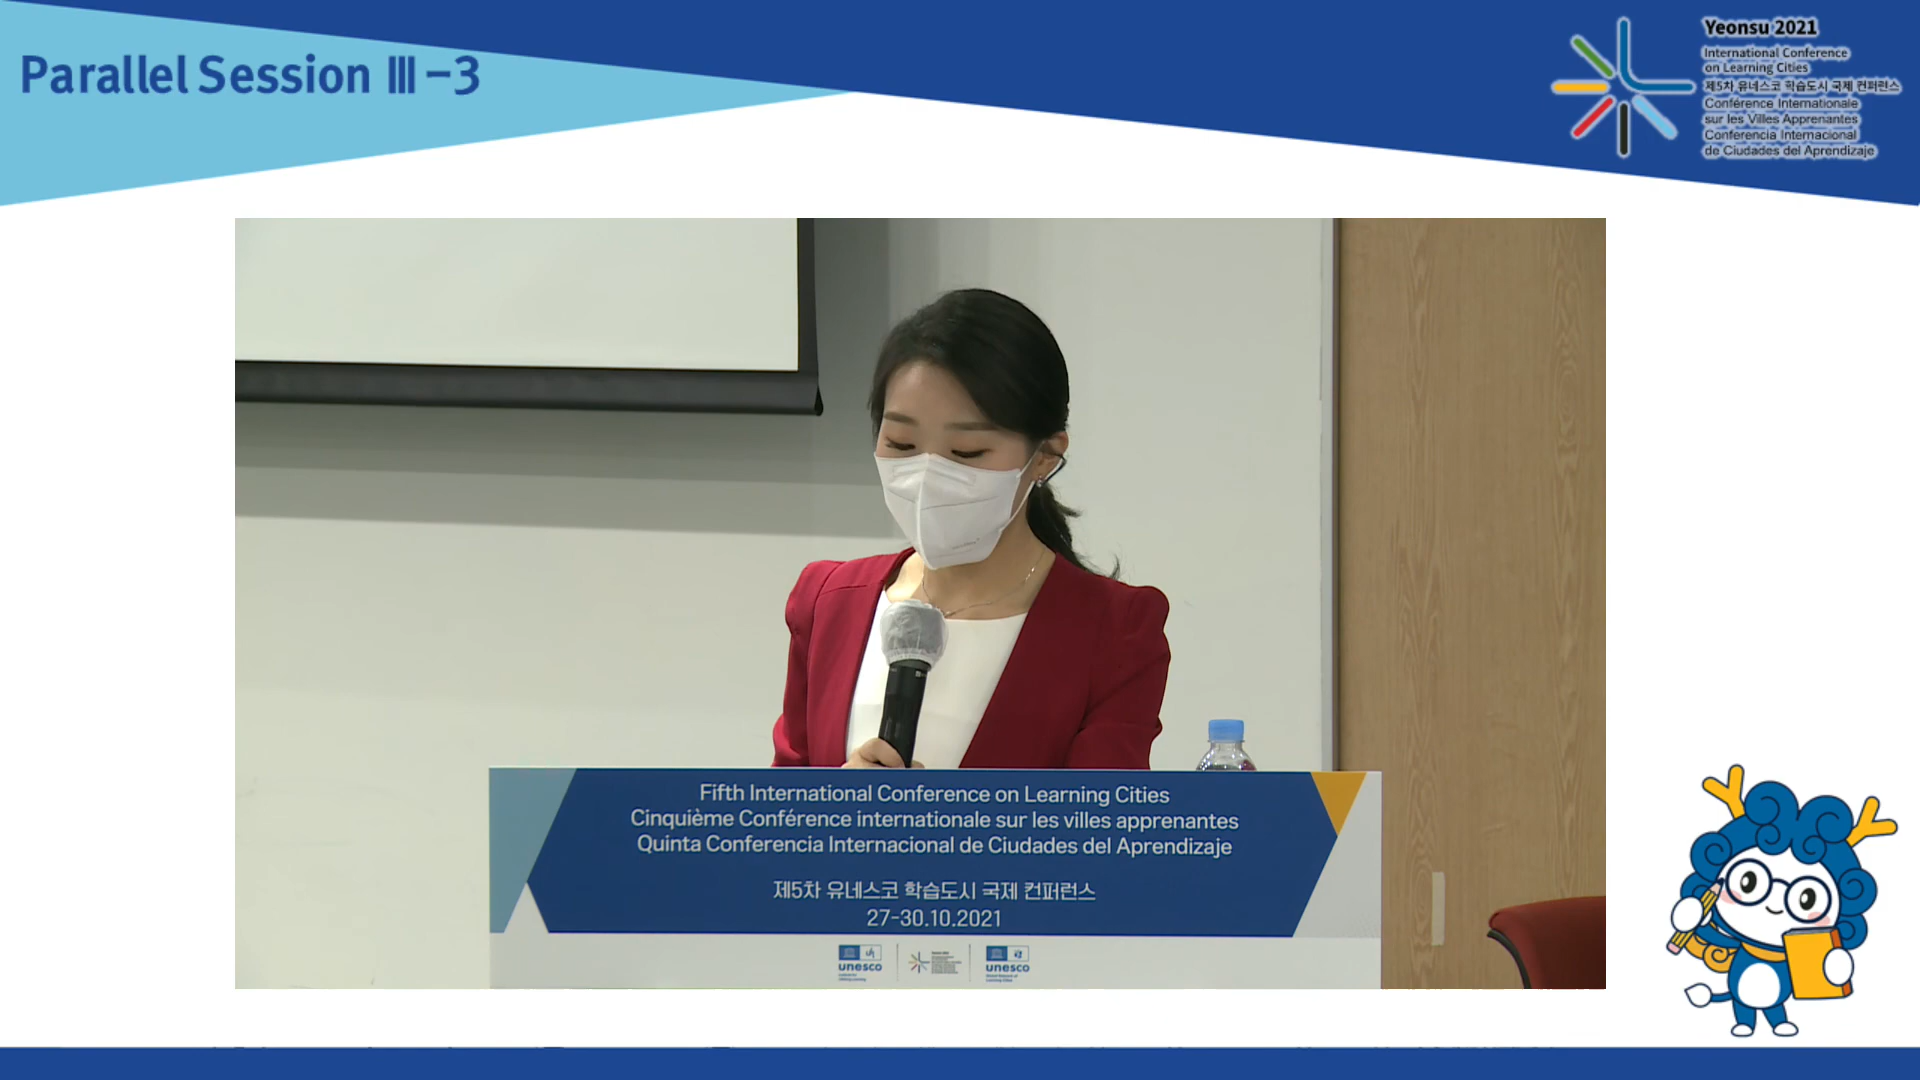 Parallel Session Ⅲ-3
Yeonsu 2021
International Conference
on Learning Cities
제5차 유네스코 학습도시 국제 컨퍼런스
Conférence Internationale
sur les Villes Apprenantes
Conferencia Internacional
de Ciudades del Aprendizaje
Fifth International Conference on Learning Cities
Cinquième Conférence internationale sur les villes apprenantes
Quinta Conferencia Internacional de Ciudades del Aprendizaje
제5차 유네스코 학습도시 국제 컨퍼런스
27-30.10.2021
unesco
unesco